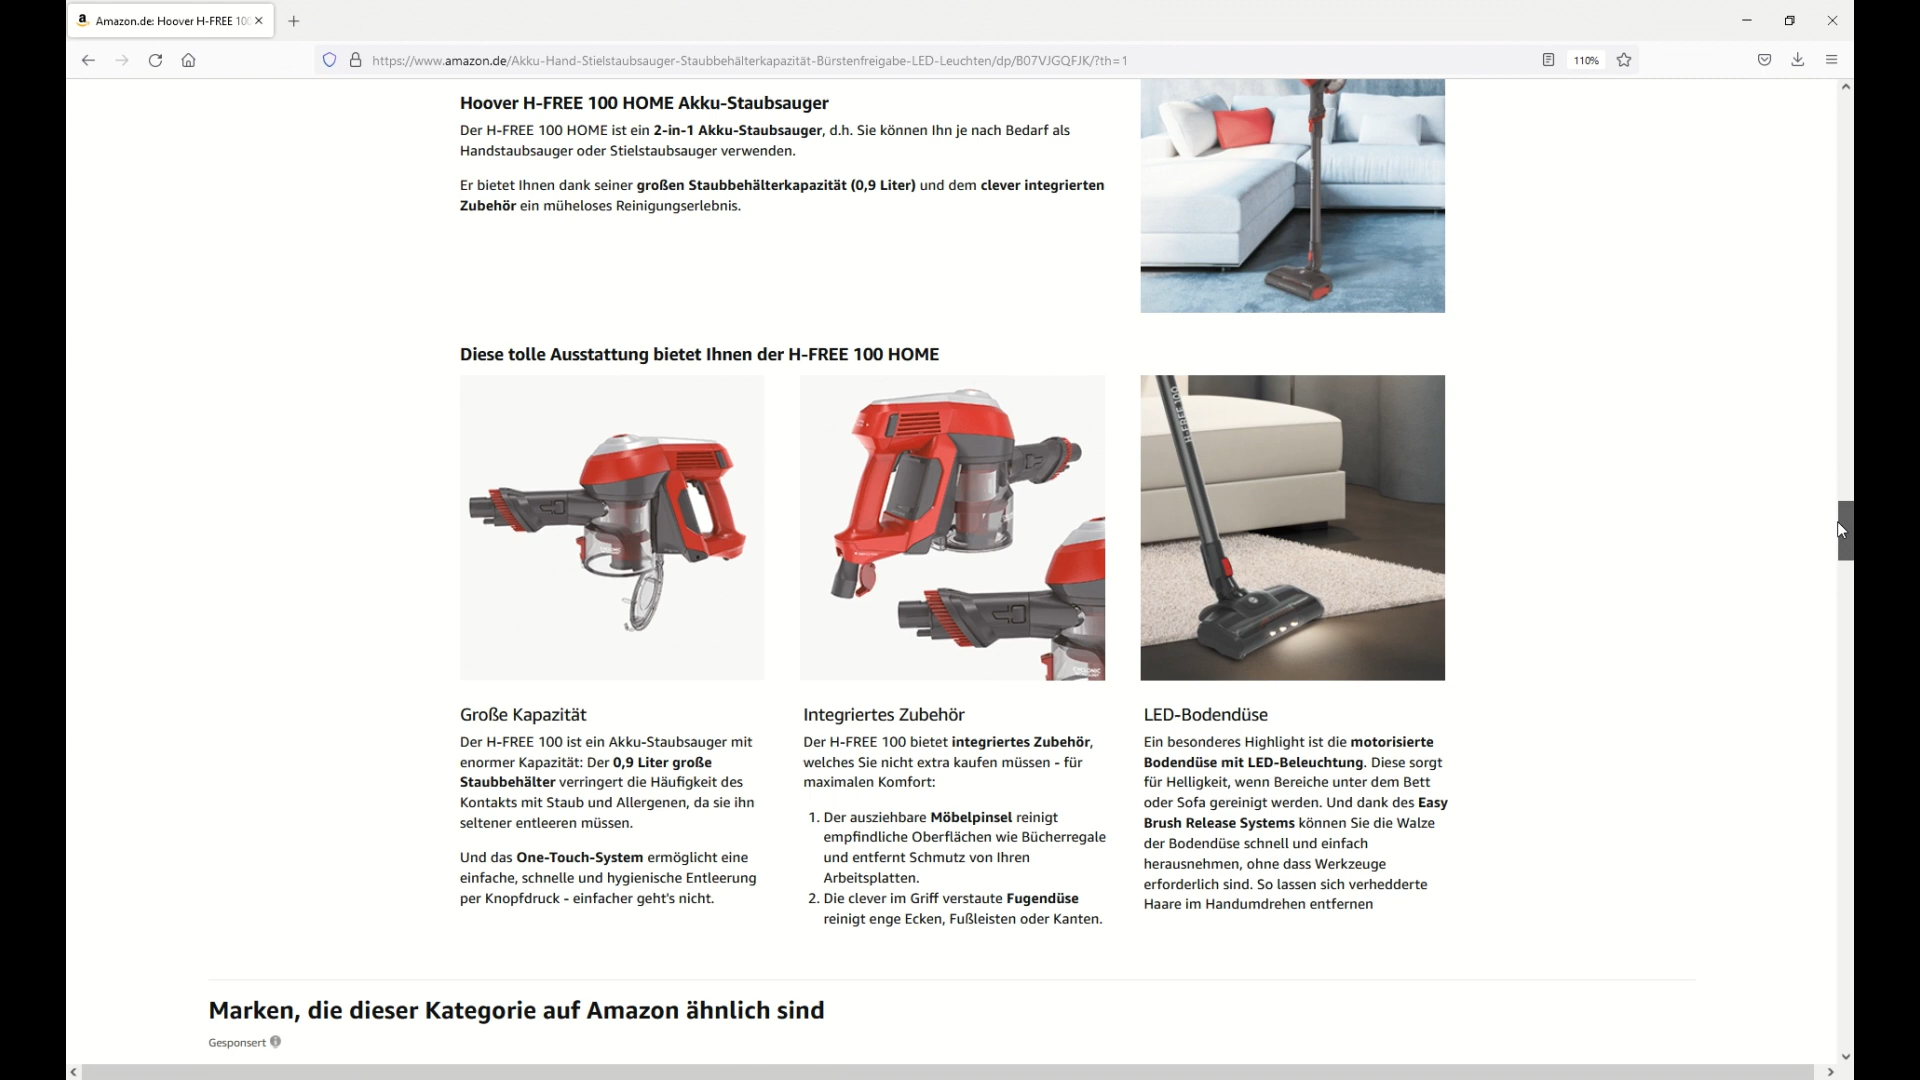 Amazon.de: Hoover H-FREE 100
https://www.amazon.de/Akku-Hand-Stielstaubsauger-Staubbehälterkapazität-Bürstenfreigabe-LED-Leuchten/dp/B07VJGQFJK/?th=1
110%
Hoover H-FREE 100 HOME Akku-Staubsauger
Der H-FREE 100 HOME ist ein 2-in-1 Akku-Staubsauger, d.h. Sie können Ihn je nach Bedarf als
Handstaubsauger oder Stielstaubsauger verwenden.
Er bietet Ihnen dank seiner großen Staubbehälterkapazität (0,9 Liter) und dem clever integrierten
Zubehör ein müheloses Reinigungserlebnis.
Diese tolle Ausstattung bietet Ihnen der H-FREE 100 HOME
H-FREE 100
Große Kapazität
Der H-FREE 100 ist ein Akku-Staubsauger mit
enormer Kapazität: Der 0,9 Liter große
Staubbehälter verringert die Häufigkeit des
Kontakts mit Staub und Allergenen, da sie ihn
seltener entleeren müssen.
Und das One-Touch-System ermöglicht eine
einfache, schnelle und hygienische Entleerung
per Knopfdruck - einfacher geht's nicht.
Integriertes Zubehör
Der H-FREE 100 bietet integriertes Zubehör,
welches Sie nicht extra kaufen müssen - für
maximalen Komfort:
1. Der ausziehbare Möbelpinsel reinigt
empfindliche Oberflächen wie Bücherregale
und entfernt Schmutz von Ihren
Arbeitsplatten.
2. Die clever im Griff verstaute Fugendüse
reinigt enge Ecken, Fußleisten oder Kanten.
LED-Bodendüse
Ein besonderes Highlight ist die motorisierte
Bodendüse mit LED-Beleuchtung. Diese sorgt
für Helligkeit, wenn Bereiche unter dem Bett
oder Sofa gereinigt werden. Und dank des Easy
Brush Release Systems können Sie die Walze
der Bodendüse schnell und einfach
herausnehmen, ohne dass Werkzeuge
erforderlich sind. So lassen sich verhedderte
Haare im Handumdrehen entfernen
Marken, die dieser Kategorie auf Amazon ähnlich sind
Gesponsert